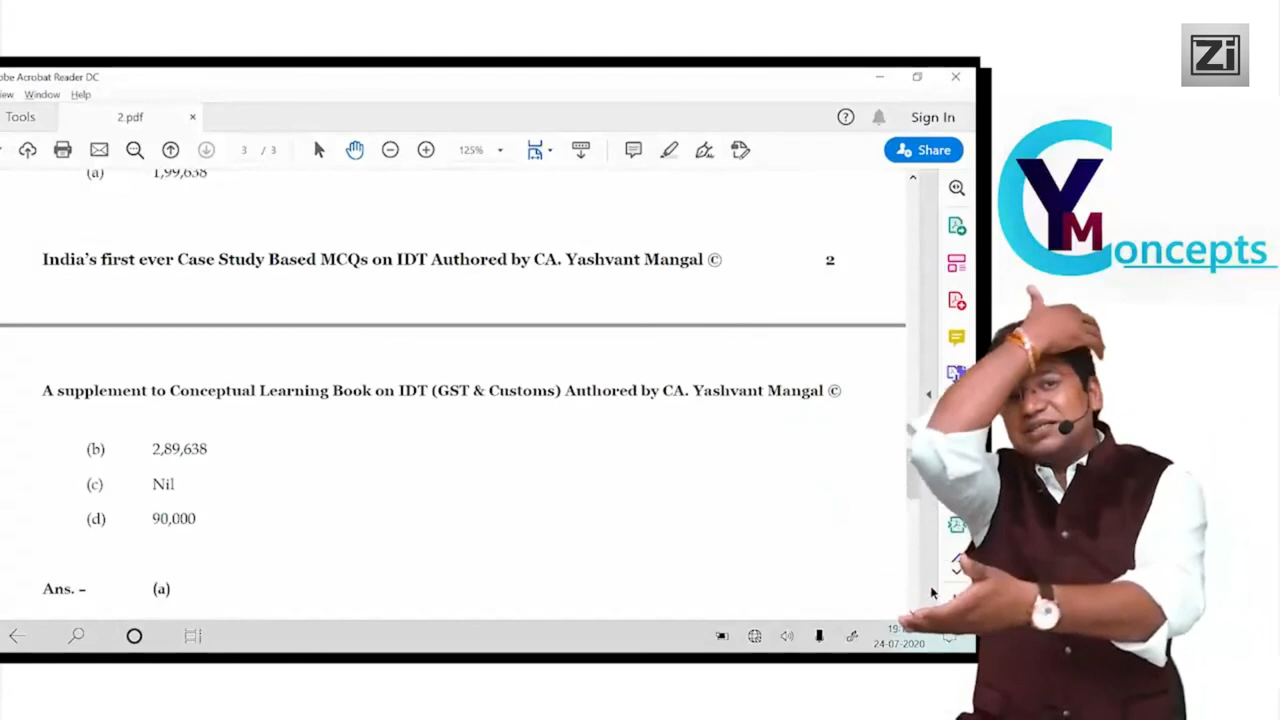 Zi
obe Acrobat Reader DC
iew Window Help
Tools 2.pdf × Sign In
3 / 3 125% Share
(a) 1,99,638
India's first ever Case Study Based MCQs on IDT Authored by CA. Yashvant Mangal © 2
A supplement to Conceptual Learning Book on IDT (GST & Customs) Authored by CA. Yashvant Mangal ©
(b) 2,89,638
(c) Nil
(d) 90,000
Ans. – (a)
24-07-2020
YM Concepts